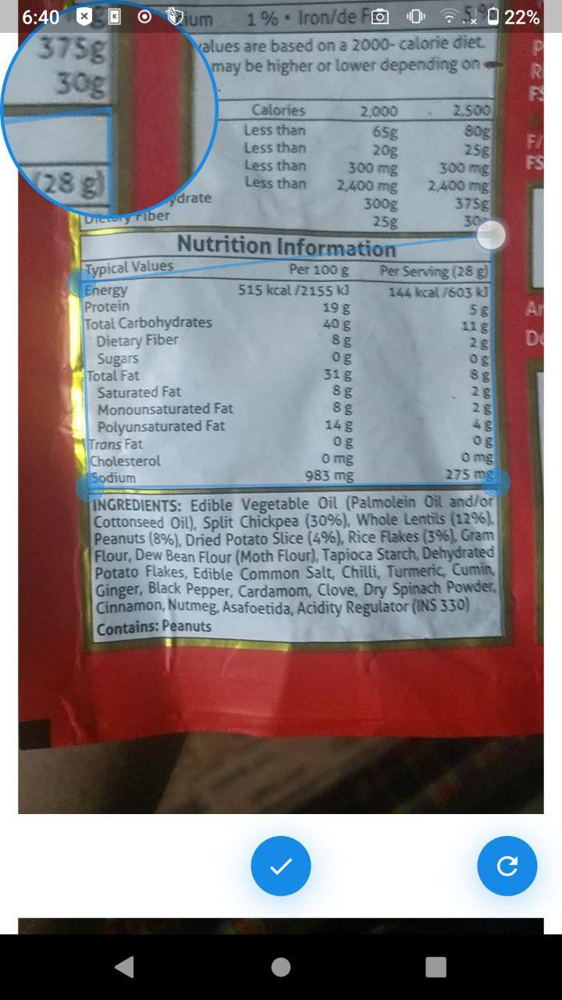 6:40 22%
375g
30g
(28 g)
ium 1% • Iron/de F 5%
values are based on a 2000- calorie diet.
may be higher or lower depending on
Calories 2,000 2,500
Less than 65g 80g
Less than 20g 25g
Less than 300 mg 300 mg
Less than 2,400 mg 2,400 mg
ydrate 300g 375g
Dietary Fiber 25g 30g
Nutrition Information
Typical Values Per 100 g Per Serving (28 g)
Energy 515 kcal /2155 kJ 144 kcal /603 kJ
Protein 19 g 5 g
Total Carbohydrates 40 g 11 g
Dietary Fiber 8 g 2 g
Sugars 0 g 0 g
Total Fat 31 g 8 g
Saturated Fat 8 g 2 g
Monounsaturated Fat 8 g 2 g
Polyunsaturated Fat 14 g 4 g
Trans Fat 0 g 0 g
Cholesterol 0 mg 0 mg
Sodium 983 mg 275 mg
INGREDIENTS: Edible Vegetable Oil (Palmolein Oil and/or
Cottonseed Oil), Split Chickpea (30%), Whole Lentils (12%),
Peanuts (8%), Dried Potato Slice (4%), Rice Flakes (3%), Gram
Flour, Dew Bean Flour (Moth Flour), Tapioca Starch, Dehydrated
Potato Flakes, Edible Common Salt, Chilli, Turmeric, Cumin,
Ginger, Black Pepper, Cardamom, Clove, Dry Spinach Powder,
Cinnamon, Nutmeg, Asafoetida, Acidity Regulator (INS 330)
Contains: Peanuts
P
R
FS
F/
FS
Ar
Do